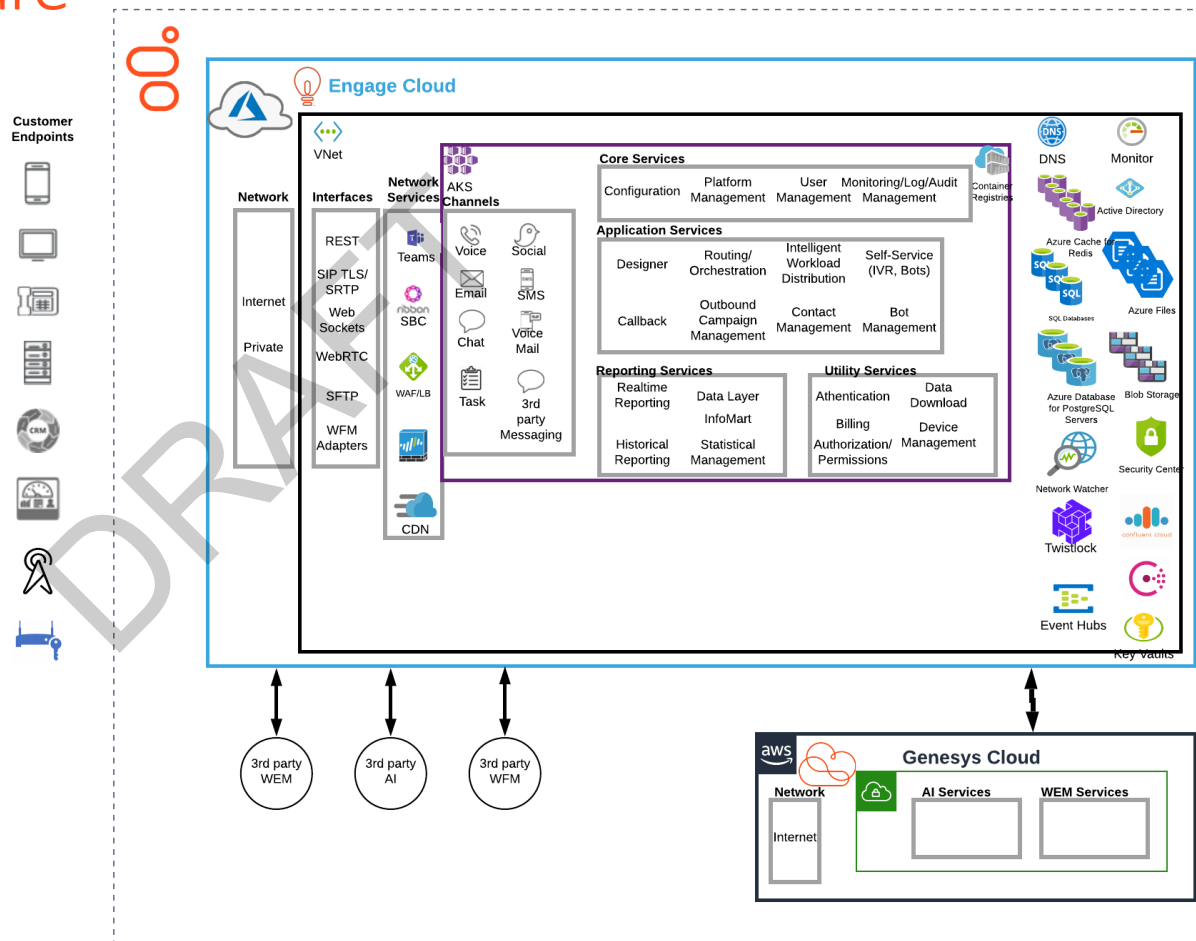 Engage Cloud
Customer
Endpoints
CRM
VNet
Network
Internet
Private
Interfaces
REST
SIP TLS/
SRTP
Web
Sockets
WebRTC
SFTP
WFM
Adapters
Network
Services
Teams
ribbon
SBC
WAF/LB
CDN
AKS
Channels
Voice
Social
Email
SMS
Chat
Voice
Mail
Task
3rd
party
Messaging
Core Services
Configuration
Platform
Management
User
Management
Monitoring/Log/Audit
Management
Container
Registries
Application Services
Designer
Routing/
Orchestration
Intelligent
Workload
Distribution
Self-Service
(IVR, Bots)
Callback
Outbound
Campaign
Management
Contact
Management
Bot
Management
Reporting Services
Realtime
Reporting
Data Layer
InfoMart
Historical
Reporting
Statistical
Management
Utility Services
Athentication
Data
Download
Billing
Device
Management
Authorization/
Permissions
DNS
DNS
Monitor
Active Directory
Azure Cache for
Redis
SQL
SQL
SQL
SQL Databases
Azure Files
Azure Database
for PostgreSQL
Servers
Blob Storage
Network Watcher
Security Center
Twistlock
confluent cloud
Event Hubs
Key Vaults
DRAFT
3rd party
WEM
3rd party
AI
3rd party
WFM
aws
Genesys Cloud
Network
Internet
AI Services
WEM Services